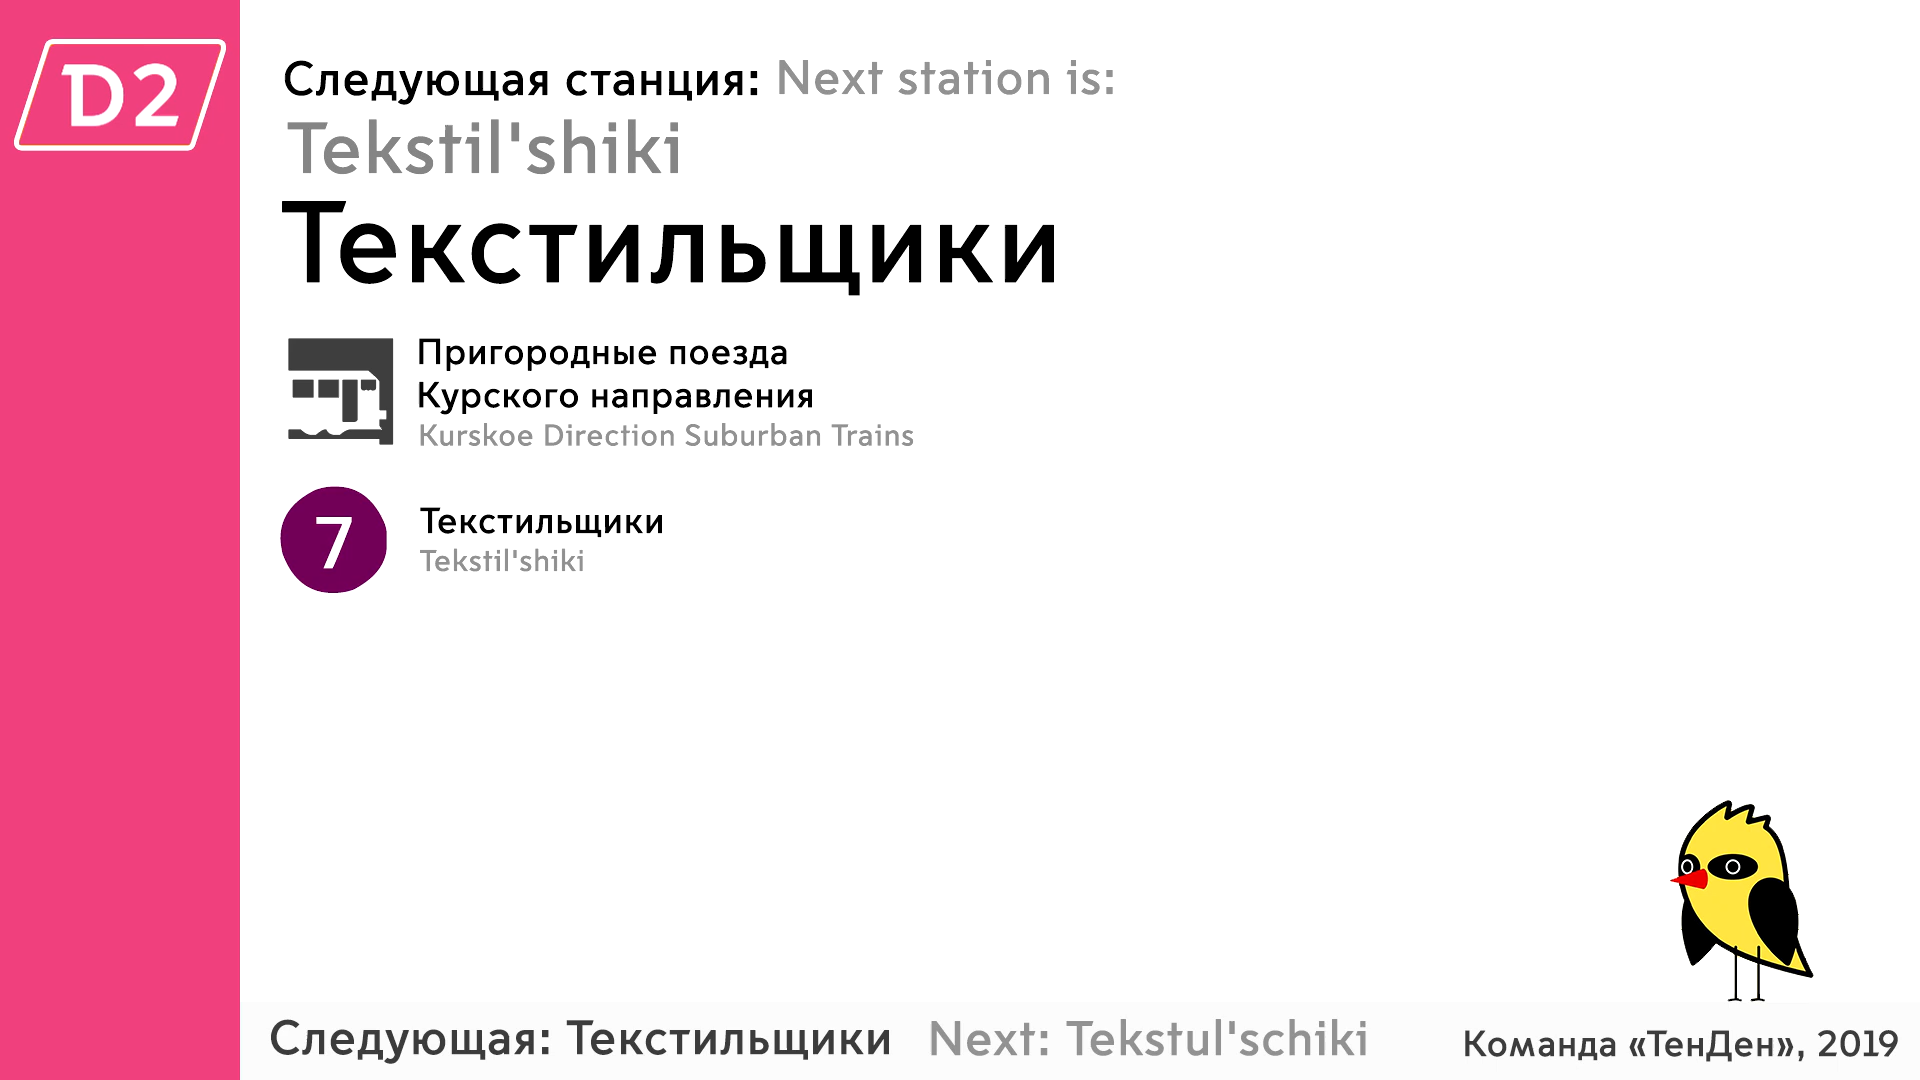 D2
Следующая станция: Next station is:
Tekstil'shiki
Текстильщики
Пригородные поезда
Курского направления
Kurskoe Direction Suburban Trains
7
Текстильщики
Tekstil'shiki
Следующая: Текстильщики Next: Tekstul'schiki Команда «ТенДен», 2019